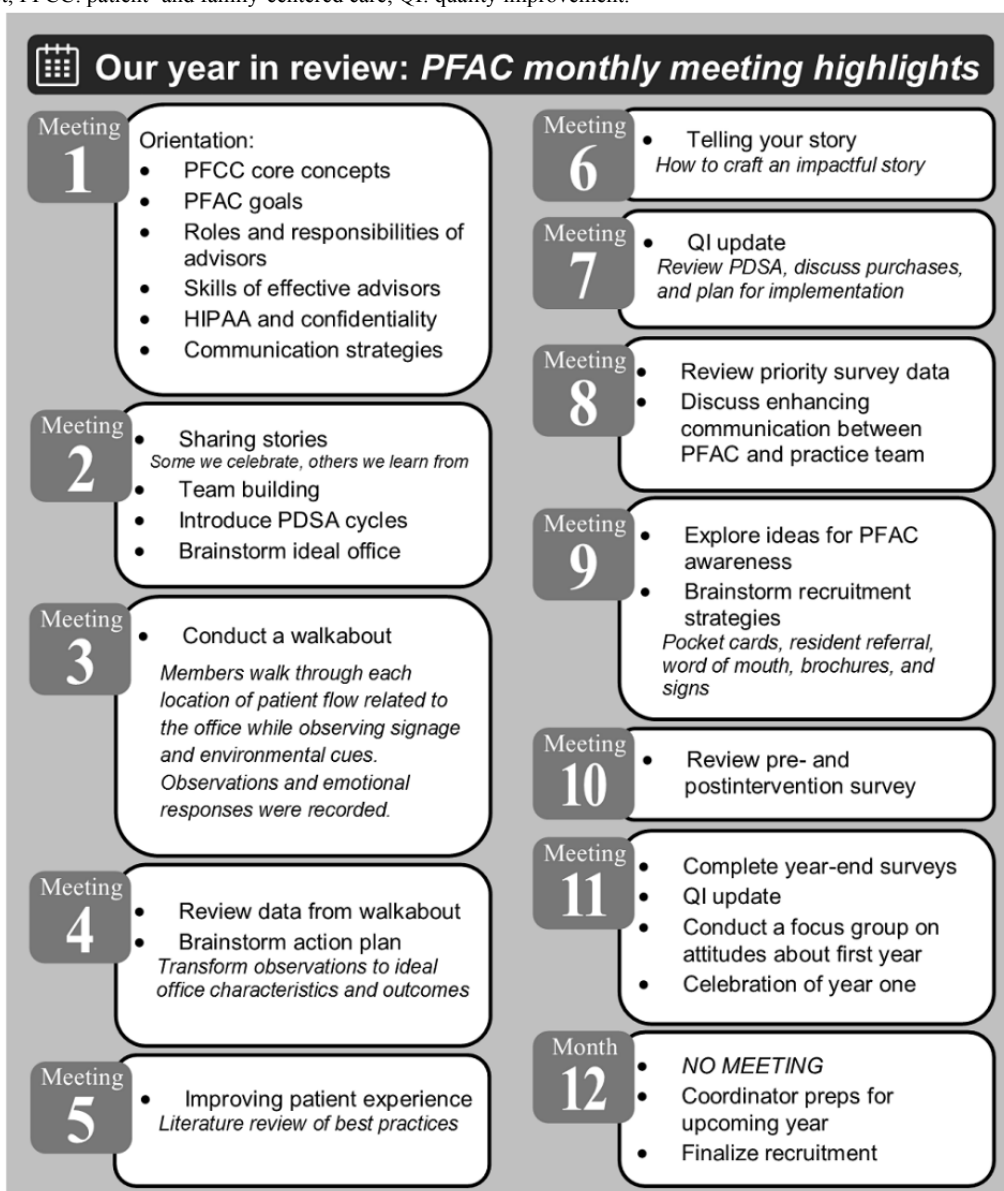 t, PFCC: patient- and family-centered care, QI: quality improvement.
Our year in review: PFAC monthly meeting highlights
Meeting
1
Orientation:
• PFCC core concepts
• PFAC goals
• Roles and responsibilities of
advisors
• Skills of effective advisors
• HIPAA and confidentiality
• Communication strategies
Meeting
2
• Sharing stories
Some we celebrate, others we learn from
• Team building
• Introduce PDSA cycles
• Brainstorm ideal office
Meeting
3
• Conduct a walkabout
Members walk through each
location of patient flow related to
the office while observing signage
and environmental cues.
Observations and emotional
responses were recorded.
Meeting
4
• Review data from walkabout
• Brainstorm action plan
Transform observations to ideal
office characteristics and outcomes
Meeting
5
• Improving patient experience
Literature review of best practices
Meeting
6
• Telling your story
How to craft an impactful story
Meeting
7
• QI update
Review PDSA, discuss purchases,
and plan for implementation
Meeting
8
• Review priority survey data
• Discuss enhancing
communication between
PFAC and practice team
Meeting
9
• Explore ideas for PFAC
awareness
• Brainstorm recruitment
strategies
Pocket cards, resident referral,
word of mouth, brochures, and
signs
Meeting
10
• Review pre- and
postintervention survey
Meeting
11
• Complete year-end surveys
• QI update
• Conduct a focus group on
attitudes about first year
• Celebration of year one
Month
12
• NO MEETING
• Coordinator preps for
upcoming year
• Finalize recruitment